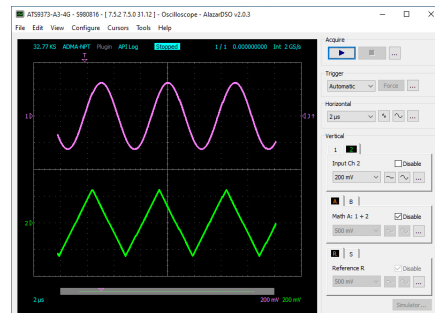 ATS9373-A3-4G - S980816 - [ 7.5.2 7.5.0 31.12 ] - Oscilloscope - AlazarDSO v2.0.3
File Edit View Configure Cursors Tools Help
32.77 KS ADMA-NPT Plugin API Log Stopped 1 / 1 0.000000000 Int 2 GS/s
T
1
2
2 µs 200 mV 200 mV
Acquire
...
Trigger
Automatic Force ...
Horizontal
2 µs ...
Vertical
1 2
Input Ch 2 Disable
200 mV ...
A B
Math A: 1 + 2 Disable
500 mV ...
R S
Reference R Disable
500 mV ...
Simulator...